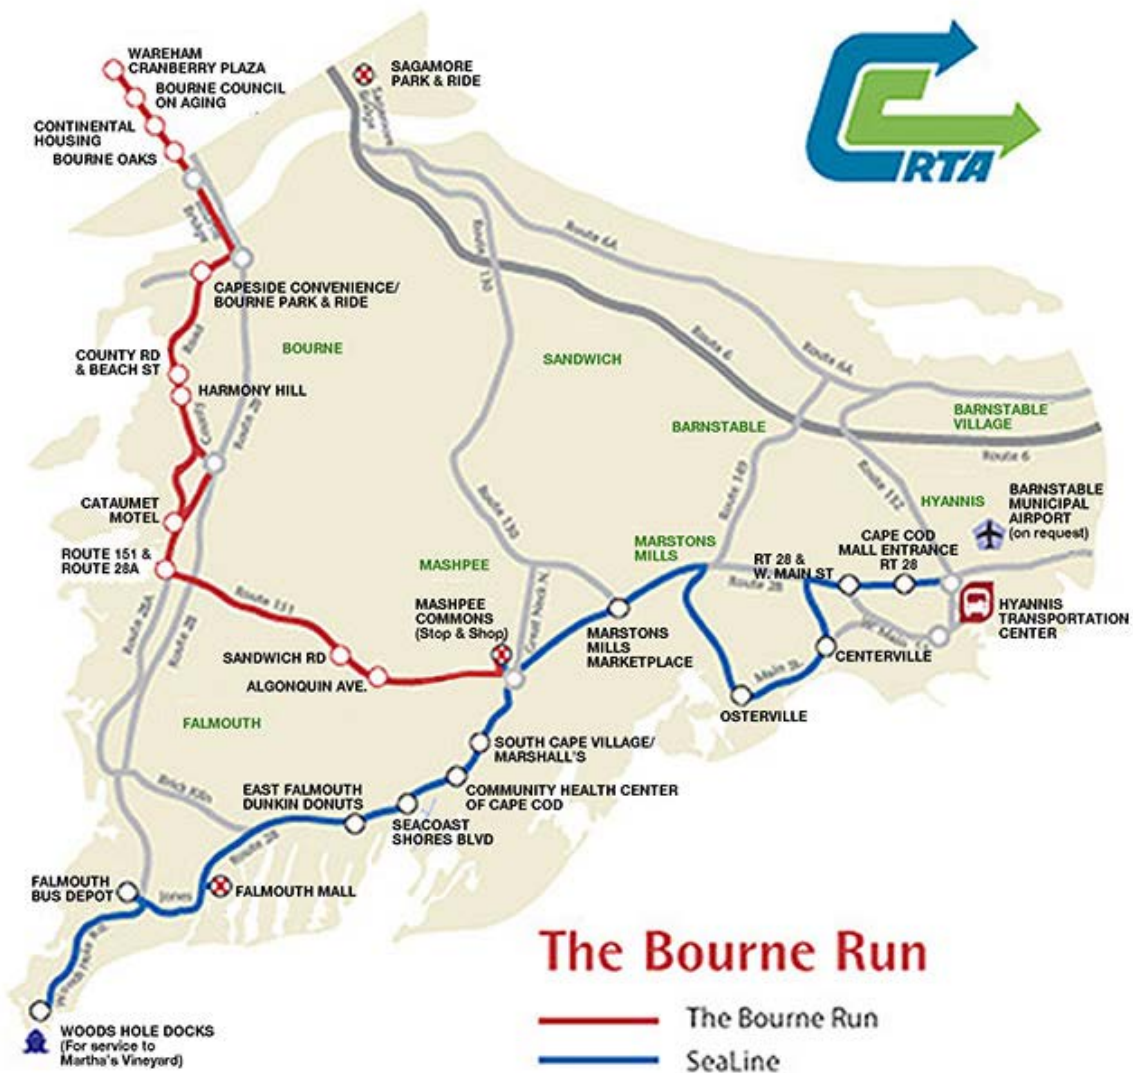 WAREHAM
CRANBERRY PLAZA
BOURNE COUNCIL
ON AGING
CONTINENTAL
HOUSING
BOURNE OAKS
SAGAMORE
PARK & RIDE
Sagamore
Bridge
RTA
Bridge
Route 130
Route 6A
CAPESIDE CONVENIENCE/
BOURNE PARK & RIDE
Road
BOURNE
COUNTY RD
& BEACH ST
HARMONY HILL
County
Route 28
SANDWICH
Route 6
Route 6A
BARNSTABLE
BARNSTABLE
VILLAGE
Route 6
CATAUMET
MOTEL
Route 130
Route 149
Route 132
HYANNIS
BARNSTABLE
MUNICIPAL
AIRPORT
(on request)
ROUTE 151 &
ROUTE 28A
MARSTONS
MILLS
CAPE COD
MALL ENTRANCE
RT 28
RT 28 &
W. MAIN ST
Route 28
MASHPEE
MASHPEE
COMMONS
(Stop & Shop)
Great Neck N.
Route 151
Route 28A
Route 28
MARSTONS
MILLS
MARKETPLACE
HYANNIS
TRANSPORTATION
CENTER
W. Main St.
CENTERVILLE
Main St.
OSTERVILLE
SANDWICH RD
ALGONQUIN AVE.
FALMOUTH
SOUTH CAPE VILLAGE/
MARSHALL'S
COMMUNITY HEALTH CENTER
OF CAPE COD
Brick Kiln
EAST FALMOUTH
DUNKIN DONUTS
SEACOAST
SHORES BLVD
Route 28
FALMOUTH
BUS DEPOT
Jones
FALMOUTH MALL
Woods Hole Rd.
WOODS HOLE DOCKS
(For service to
Martha's Vineyard)
The Bourne Run
The Bourne Run
SeaLine